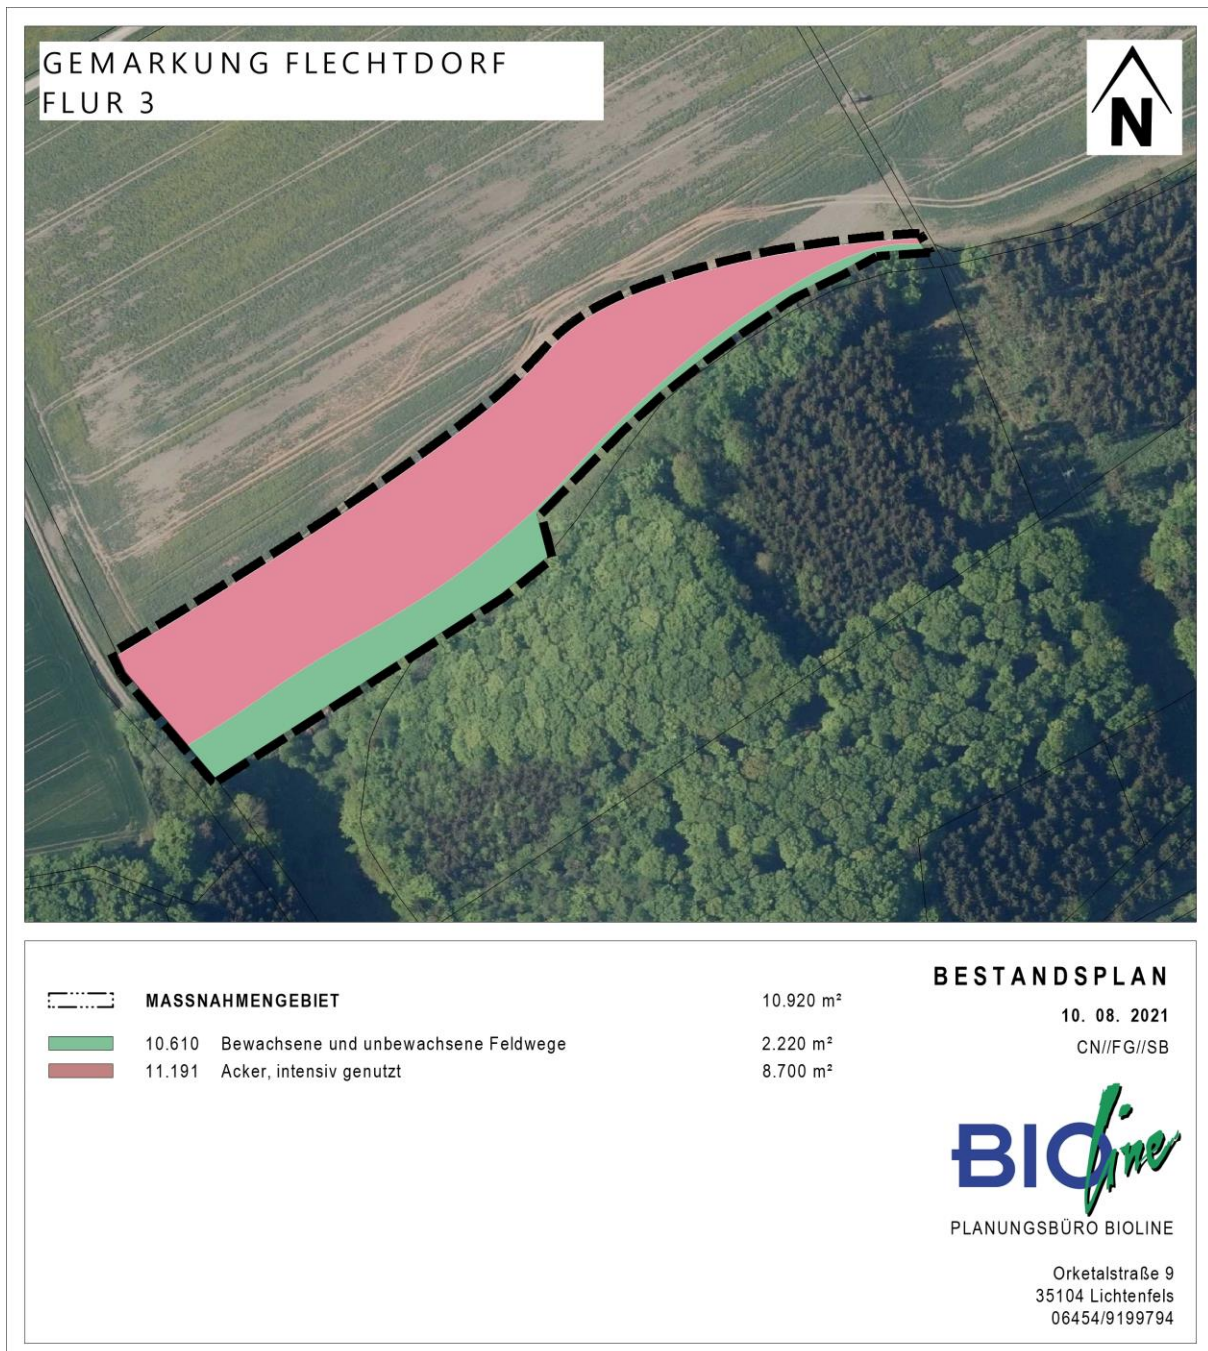 GEMARKUNG FLECHTDORF
FLUR 3
N
MASSNAHMENGEBIET 10.920 m²
10.610 Bewachsene und unbewachsene Feldwege 2.220 m²
11.191 Acker, intensiv genutzt 8.700 m²
BESTANDSPLAN
10. 08. 2021
CN//FG//SB
BIOline
PLANUNGSBÜRO BIOLINE
Orketalstraße 9
35104 Lichtenfels
06454/9199794